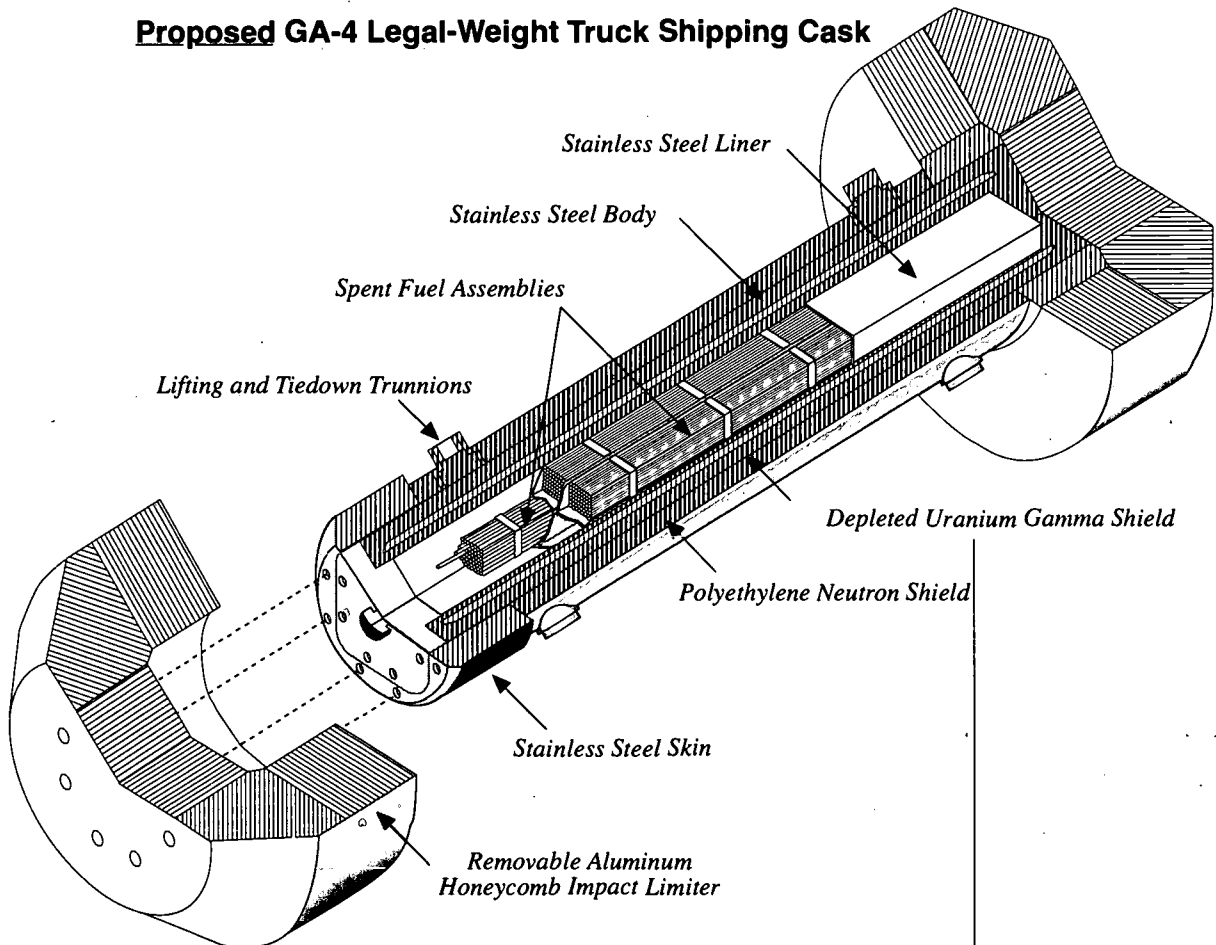 Proposed GA-4 Legal-Weight Truck Shipping Cask
Stainless Steel Liner
Stainless Steel Body
Spent Fuel Assemblies
Lifting and Tiedown Trunnions
Depleted Uranium Gamma Shield
Polyethylene Neutron Shield
Stainless Steel Skin
Removable Aluminum
Honeycomb Impact Limiter